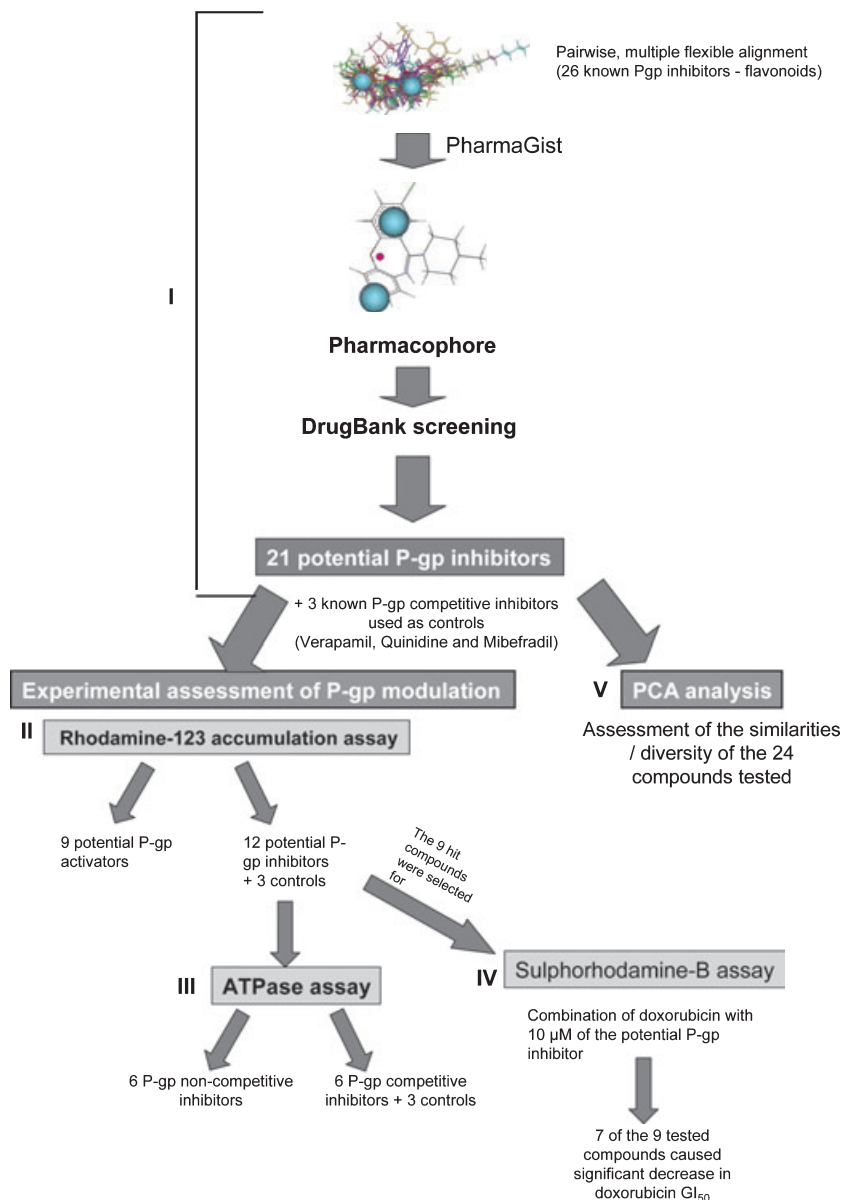 Pairwise, multiple flexible alignment
(26 known Pgp inhibitors - flavonoids)
PharmaGist
I
Pharmacophore
DrugBank screening
21 potential P-gp inhibitors
+ 3 known P-gp competitive inhibitors
used as controls
(Verapamil, Quinidine and Mibefradil)
Experimental assessment of P-gp modulation
V
PCA analysis
II
Rhodamine-123 accumulation assay
Assessment of the similarities
/ diversity of the 24
compounds tested
9 potential P-gp
activators
12 potential P-
gp inhibitors
+ 3 controls
The 9 hit
compounds
were selected
for
III
ATPase assay
IV
Sulphorhodamine-B assay
Combination of doxorubicin with
10 µM of the potential P-gp
inhibitor
6 P-gp non-competitive
inhibitors
6 P-gp competitive
inhibitors + 3 controls
7 of the 9 tested
compounds caused
significant decrease in
doxorubicin GI50